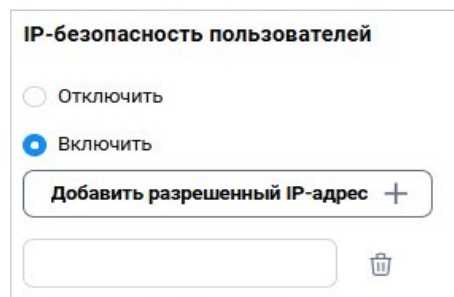 IP-безопасность пользователей
Отключить
Включить
Добавить разрешенный IP-адрес